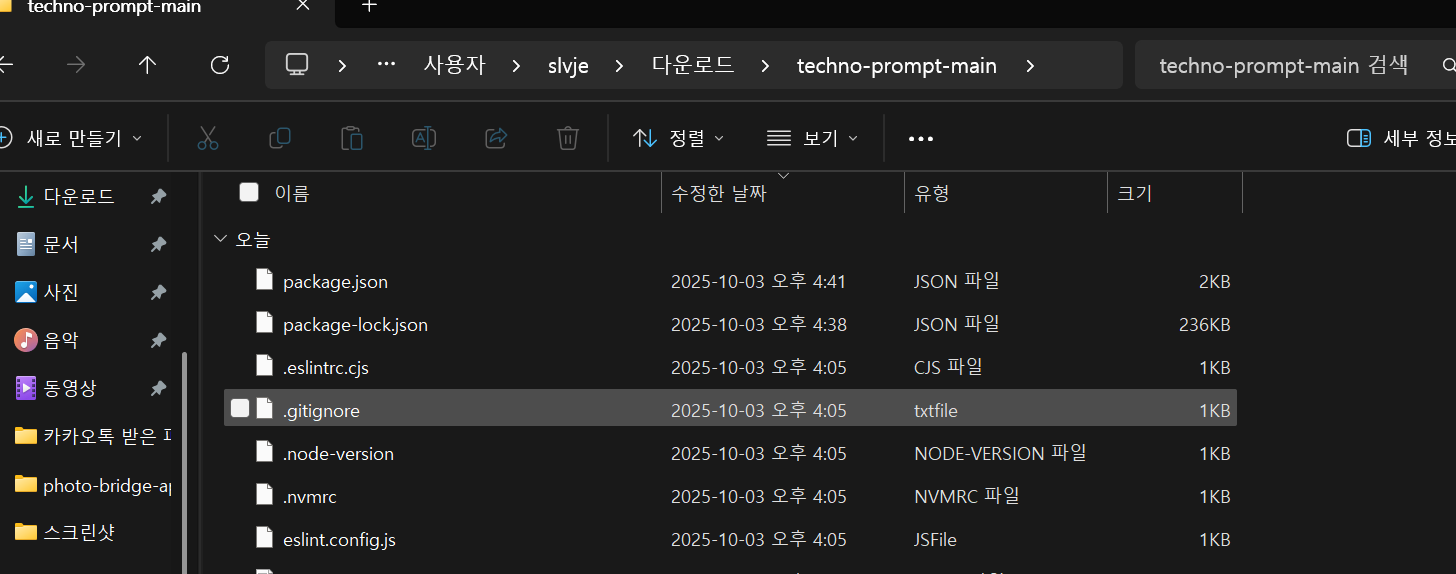 techno-prompt-main
사용자 slvje 다운로드 techno-prompt-main techno-prompt-main 검색
새로 만들기 정렬 보기 세부 정보
이름 수정한 날짜 유형 크기
다운로드
문서
사진
음악
동영상
카카오톡 받은
photo-bridge-ap
스크린샷
오늘
package.json 2025-10-03 오후 4:41 JSON 파일 2KB
package-lock.json 2025-10-03 오후 4:38 JSON 파일 236KB
.eslintrc.cjs 2025-10-03 오후 4:05 CJS 파일 1KB
.gitignore 2025-10-03 오후 4:05 txtfile 1KB
.node-version 2025-10-03 오후 4:05 NODE-VERSION 파일 1KB
.nvmrc 2025-10-03 오후 4:05 NVMRC 파일 1KB
eslint.config.js 2025-10-03 오후 4:05 JSFile 1KB